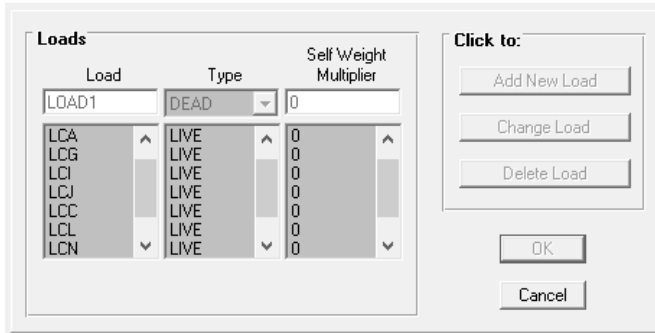 Loads
Load Type Self Weight Multiplier
LOAD1 DEAD 0
LCA LIVE 0
LCG LIVE 0
LCI LIVE 0
LCJ LIVE 0
LCC LIVE 0
LCL LIVE 0
LCN LIVE 0
Click to:
Add New Load
Change Load
Delete Load
OK
Cancel